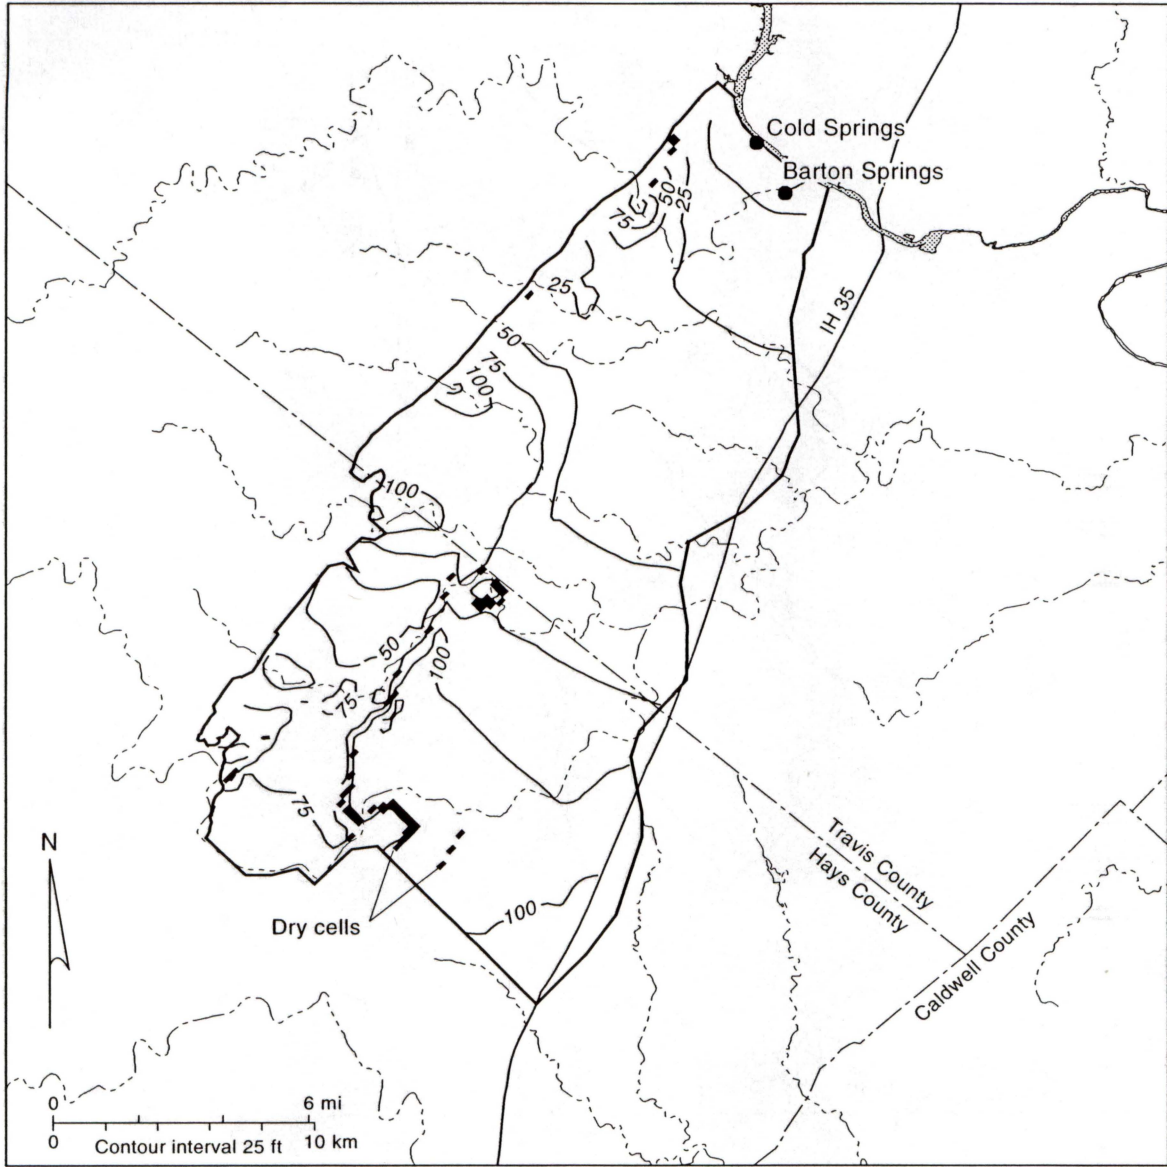 Cold Springs
Barton Springs
50
25
75
25
IH 35
50
75
100
100
50
100
75
75
N
Travis County
Hays County
100
Dry cells
Caldwell County
0 6 mi
0 10 km
Contour interval 25 ft